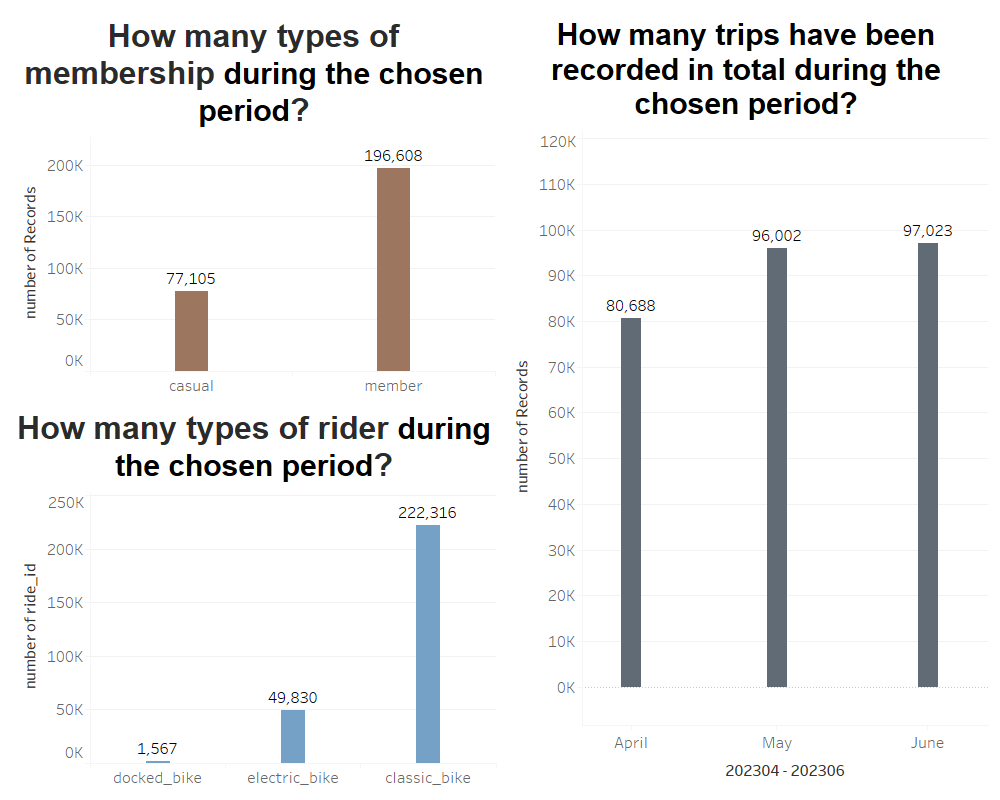 How many types of
membership during the chosen
period?
number of Records
200K
150K
100K
50K
0K
77,105
196,608
casual
member
How many types of rider during
the chosen period?
number of ride_id
250K
200K
150K
100K
50K
0K
1,567
49,830
222,316
docked_bike
electric_bike
classic_bike
How many trips have been
recorded in total during the
chosen period?
number of Records
120K
110K
100K
90K
80K
70K
60K
50K
40K
30K
20K
10K
0K
80,688
96,002
97,023
April
May
June
202304 - 202306